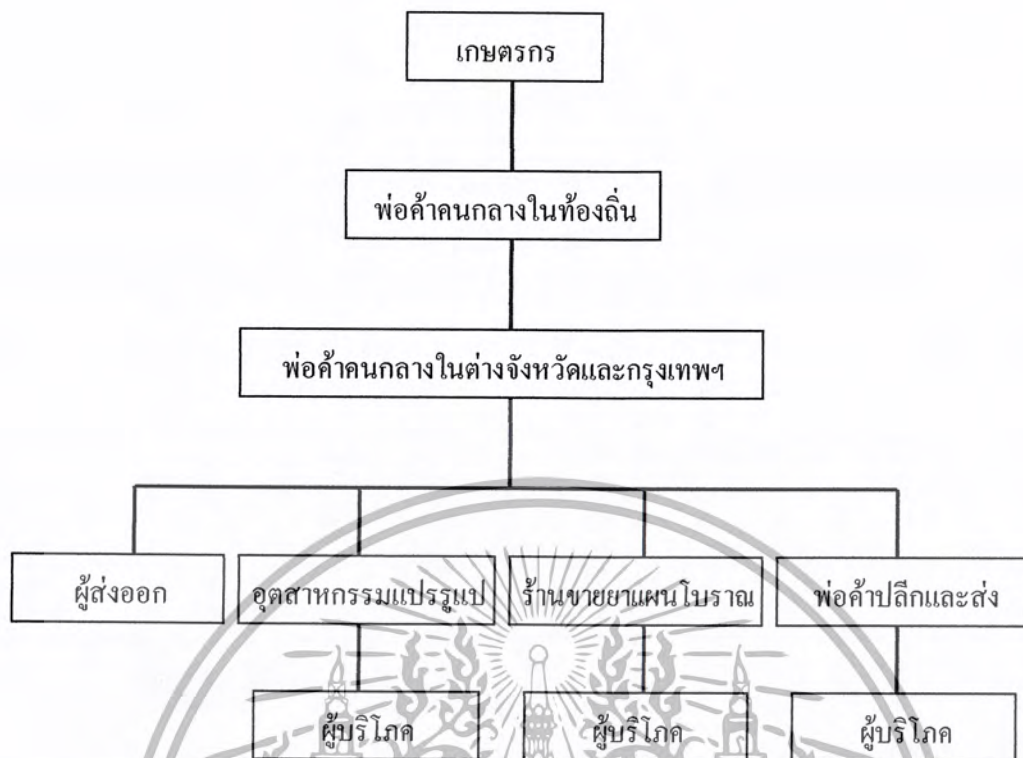 เกษตรกร
พ่อค้าคนกลางในท้องถิ่น
พ่อค้าคนกลางในต่างจังหวัดและกรุงเทพฯ
ผู้ส่งออก
อุตสาหกรรมแปรรูแป
ร้านขายยาแผนโบราณ
พ่อค้าปลีกและส่ง
ผู้บริโภค
ผู้บริโภค
ผู้บริโภค